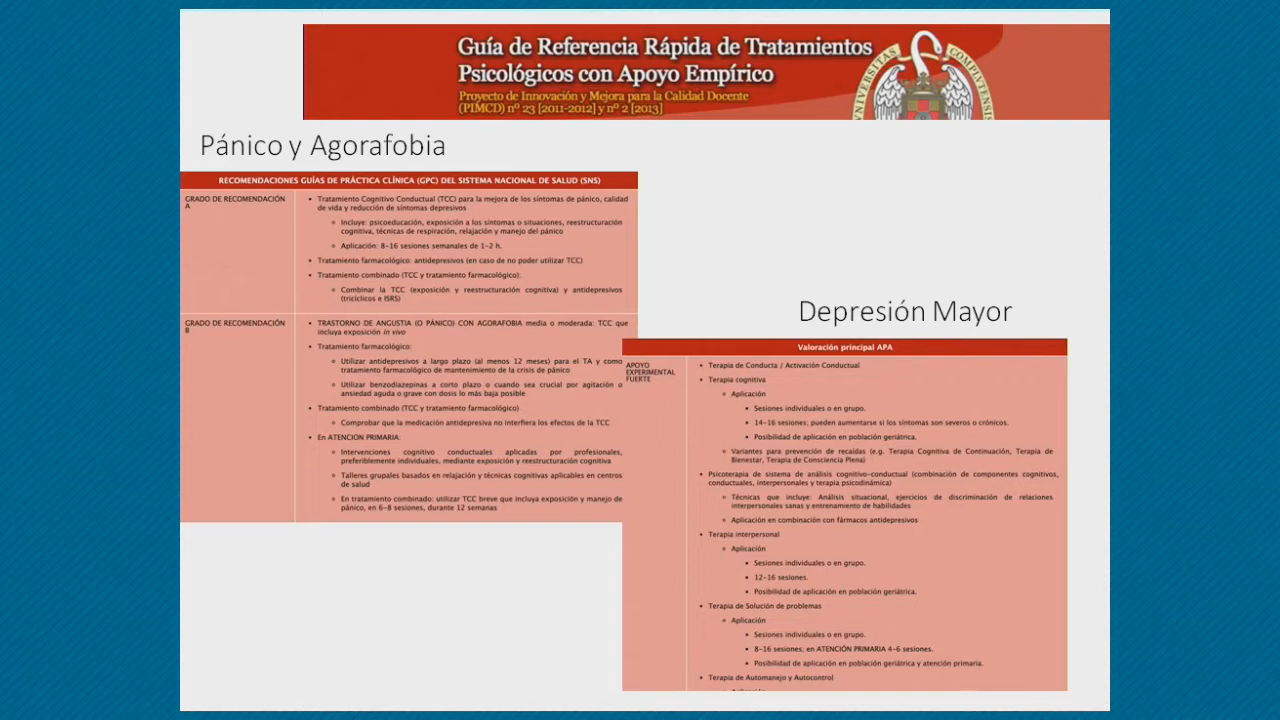 Guía de Referencia Rápida de Tratamientos
Psicológicos con Apoyo Empírico
Proyecto de Innovación y Mejora para la Calidad Docente
(PIMCD) nº 23 [2011-2012] y nº 2 [2013]
UNIVERSITAS COMPLVTENSIS
Pánico y Agorafobia
RECOMENDACIONES GUÍAS DE PRÁCTICA CLÍNICA (GPC) DEL SISTEMA NACIONAL DE SALUD (SNS)
GRADO DE RECOMENDACIÓN
A
• Tratamiento Cognitivo Conductual (TCC) para la mejora de los síntomas de pánico, calidad
de vida y reducción de síntomas depresivos
Incluye: psicoeducación, exposición a los síntomas o situaciones, reestructuración
cognitiva, técnicas de respiración, relajación y manejo del pánico
Aplicación: 8-16 sesiones semanales de 1-2 h.
• Tratamiento farmacológico: antidepresivos (en caso de no poder utilizar TCC)
• Tratamiento combinado (TCC y tratamiento farmacológico):
Combinar la TCC (exposición y reestructuración cognitiva) y antidepresivos
(tricíclicos e ISRS)
GRADO DE RECOMENDACIÓN
B
• TRASTORNO DE ANGUSTIA (O PÁNICO) CON AGORAFOBIA media o moderada: TCC que
incluya exposición in vivo
• Tratamiento farmacológico:
Utilizar antidepresivos a largo plazo (al menos 12 meses) para el TA y como
tratamiento farmacológico de mantenimiento de la crisis de pánico
Utilizar benzodiazepinas a corto plazo o cuando sea crucial por agitación o
ansiedad aguda o grave con dosis lo más baja posible
• Tratamiento combinado (TCC y tratamiento farmacológico)
Comprobar que la medicación antidepresiva no interfiera los efectos de la TCC
• En ATENCION PRIMARIA:
Intervenciones cognitivo conductuales aplicadas por profesionales,
preferiblemente individuales, mediante exposición y reestructuración cognitiva
Talleres grupales basados en relajación y técnicas cognitivas aplicables en centros
de salud
En tratamiento combinado: utilizar TCC breve que incluya exposición y manejo de
pánico, en 6-8 sesiones, durante 12 semanas
Depresión Mayor
Valoración principal APA
APOYO
EXPERIMENTAL
FUERTE
• Terapia de Conducta / Activación Conductual
• Terapia cognitiva
Aplicación
Sesiones individuales o en grupo.
14-16 sesiones; pueden aumentarse si los síntomas son severos o crónicos.
Posibilidad de aplicación en población geriátrica.
Variantes para prevención de recaídas (e.g. Terapia Cognitiva de Continuación, Terapia de
Bienestar, Terapia de Consciencia Plena)
• Psicoterapia de sistema de análisis cognitivo-conductual (combinación de componentes cognitivos,
conductuales, interpersonales y terapia psicodinámica)
Técnicas que incluye: Análisis situacional, ejercicios de discriminación de relaciones
interpersonales sanas y entrenamiento de habilidades
Aplicación en combinación con fármacos antidepresivos
• Terapia interpersonal
Aplicación
Sesiones individuales o en grupo.
12-16 sesiones.
Posibilidad de aplicación en población geriátrica.
• Terapia de Solución de problemas
Aplicación
Sesiones individuales o en grupo.
8-16 sesiones; en ATENCIÓN PRIMARIA 4-6 sesiones.
Posibilidad de aplicación en población geriátrica y atención primaria.
• Terapia de Automanejo y Autocontrol